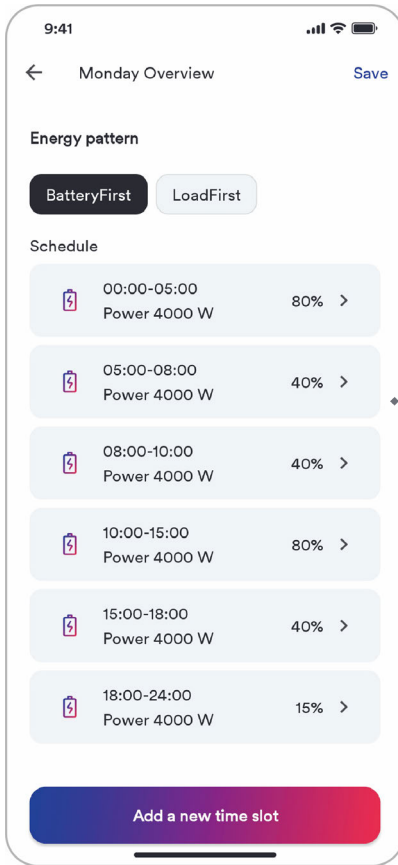 9:41
Monday Overview
Save
Energy pattern
BatteryFirst
LoadFirst
Schedule
00:00-05:00
Power 4000 W
80%
05:00-08:00
Power 4000 W
40%
08:00-10:00
Power 4000 W
40%
10:00-15:00
Power 4000 W
80%
15:00-18:00
Power 4000 W
40%
18:00-24:00
Power 4000 W
15%
Add a new time slot